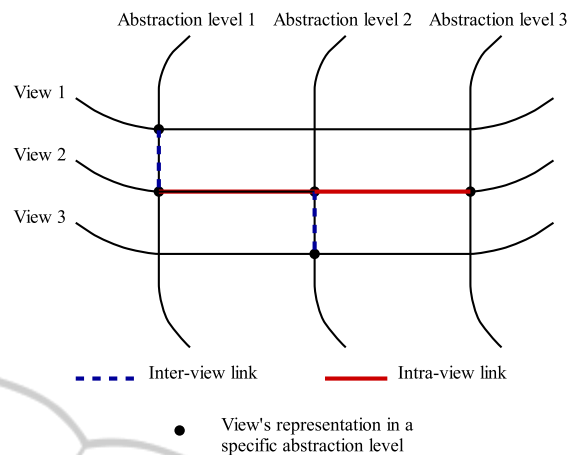 Abstraction level 1 Abstraction level 2 Abstraction level 3
View 1
View 2
View 3
Inter-view link Intra-view link
View's representation in a
specific abstraction level